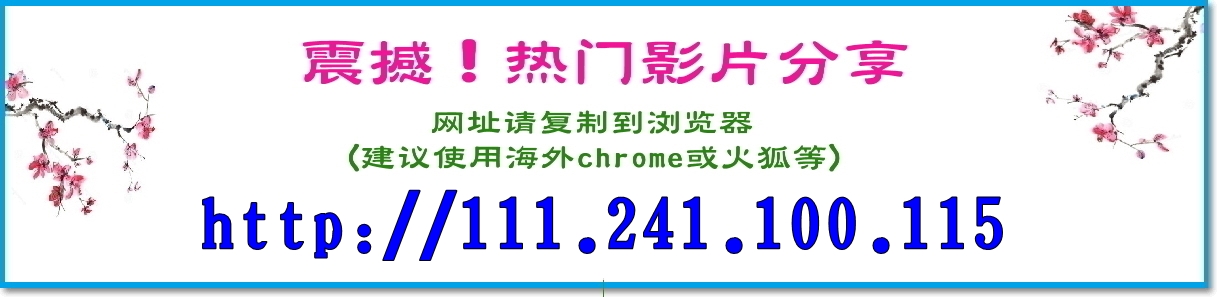 震撼！热门影片分享
网址请复制到浏览器
(建议使用海外chrome或火狐等)
http://111.241.100.115